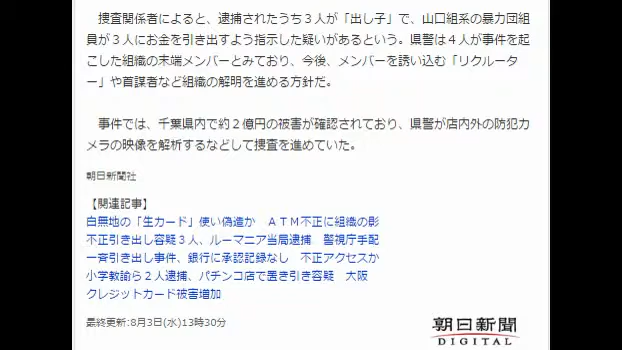 捜査関係者によると、逮捕されたうち３人が「出し子」で、山口組系の暴力団組
員が３人にお金を引き出すよう指示した疑いがあるという。県警は４人が事件を起
こした組織の末端メンバーとみており、今後、メンバーを誘い込む「リクルータ
ー」や首謀者など組織の解明を進める方針だ。
事件では、千葉県内で約２億円の被害が確認されており、県警が店内外の防犯カ
メラの映像を解析するなどして捜査を進めていた。
朝日新聞社
【関連記事】
白無地の「生カード」使い偽造か　ＡＴＭ不正に組織の影
不正引き出し容疑３人、ルーマニア当局逮捕　警視庁手配
一斉引き出し事件、銀行に承認記録なし　不正アクセスか
小学教諭ら２人逮捕、パチンコ店で置き引き容疑　大阪
クレジットカード被害増加
最終更新:8月3日(水)13時30分
朝日新聞
DIGITAL